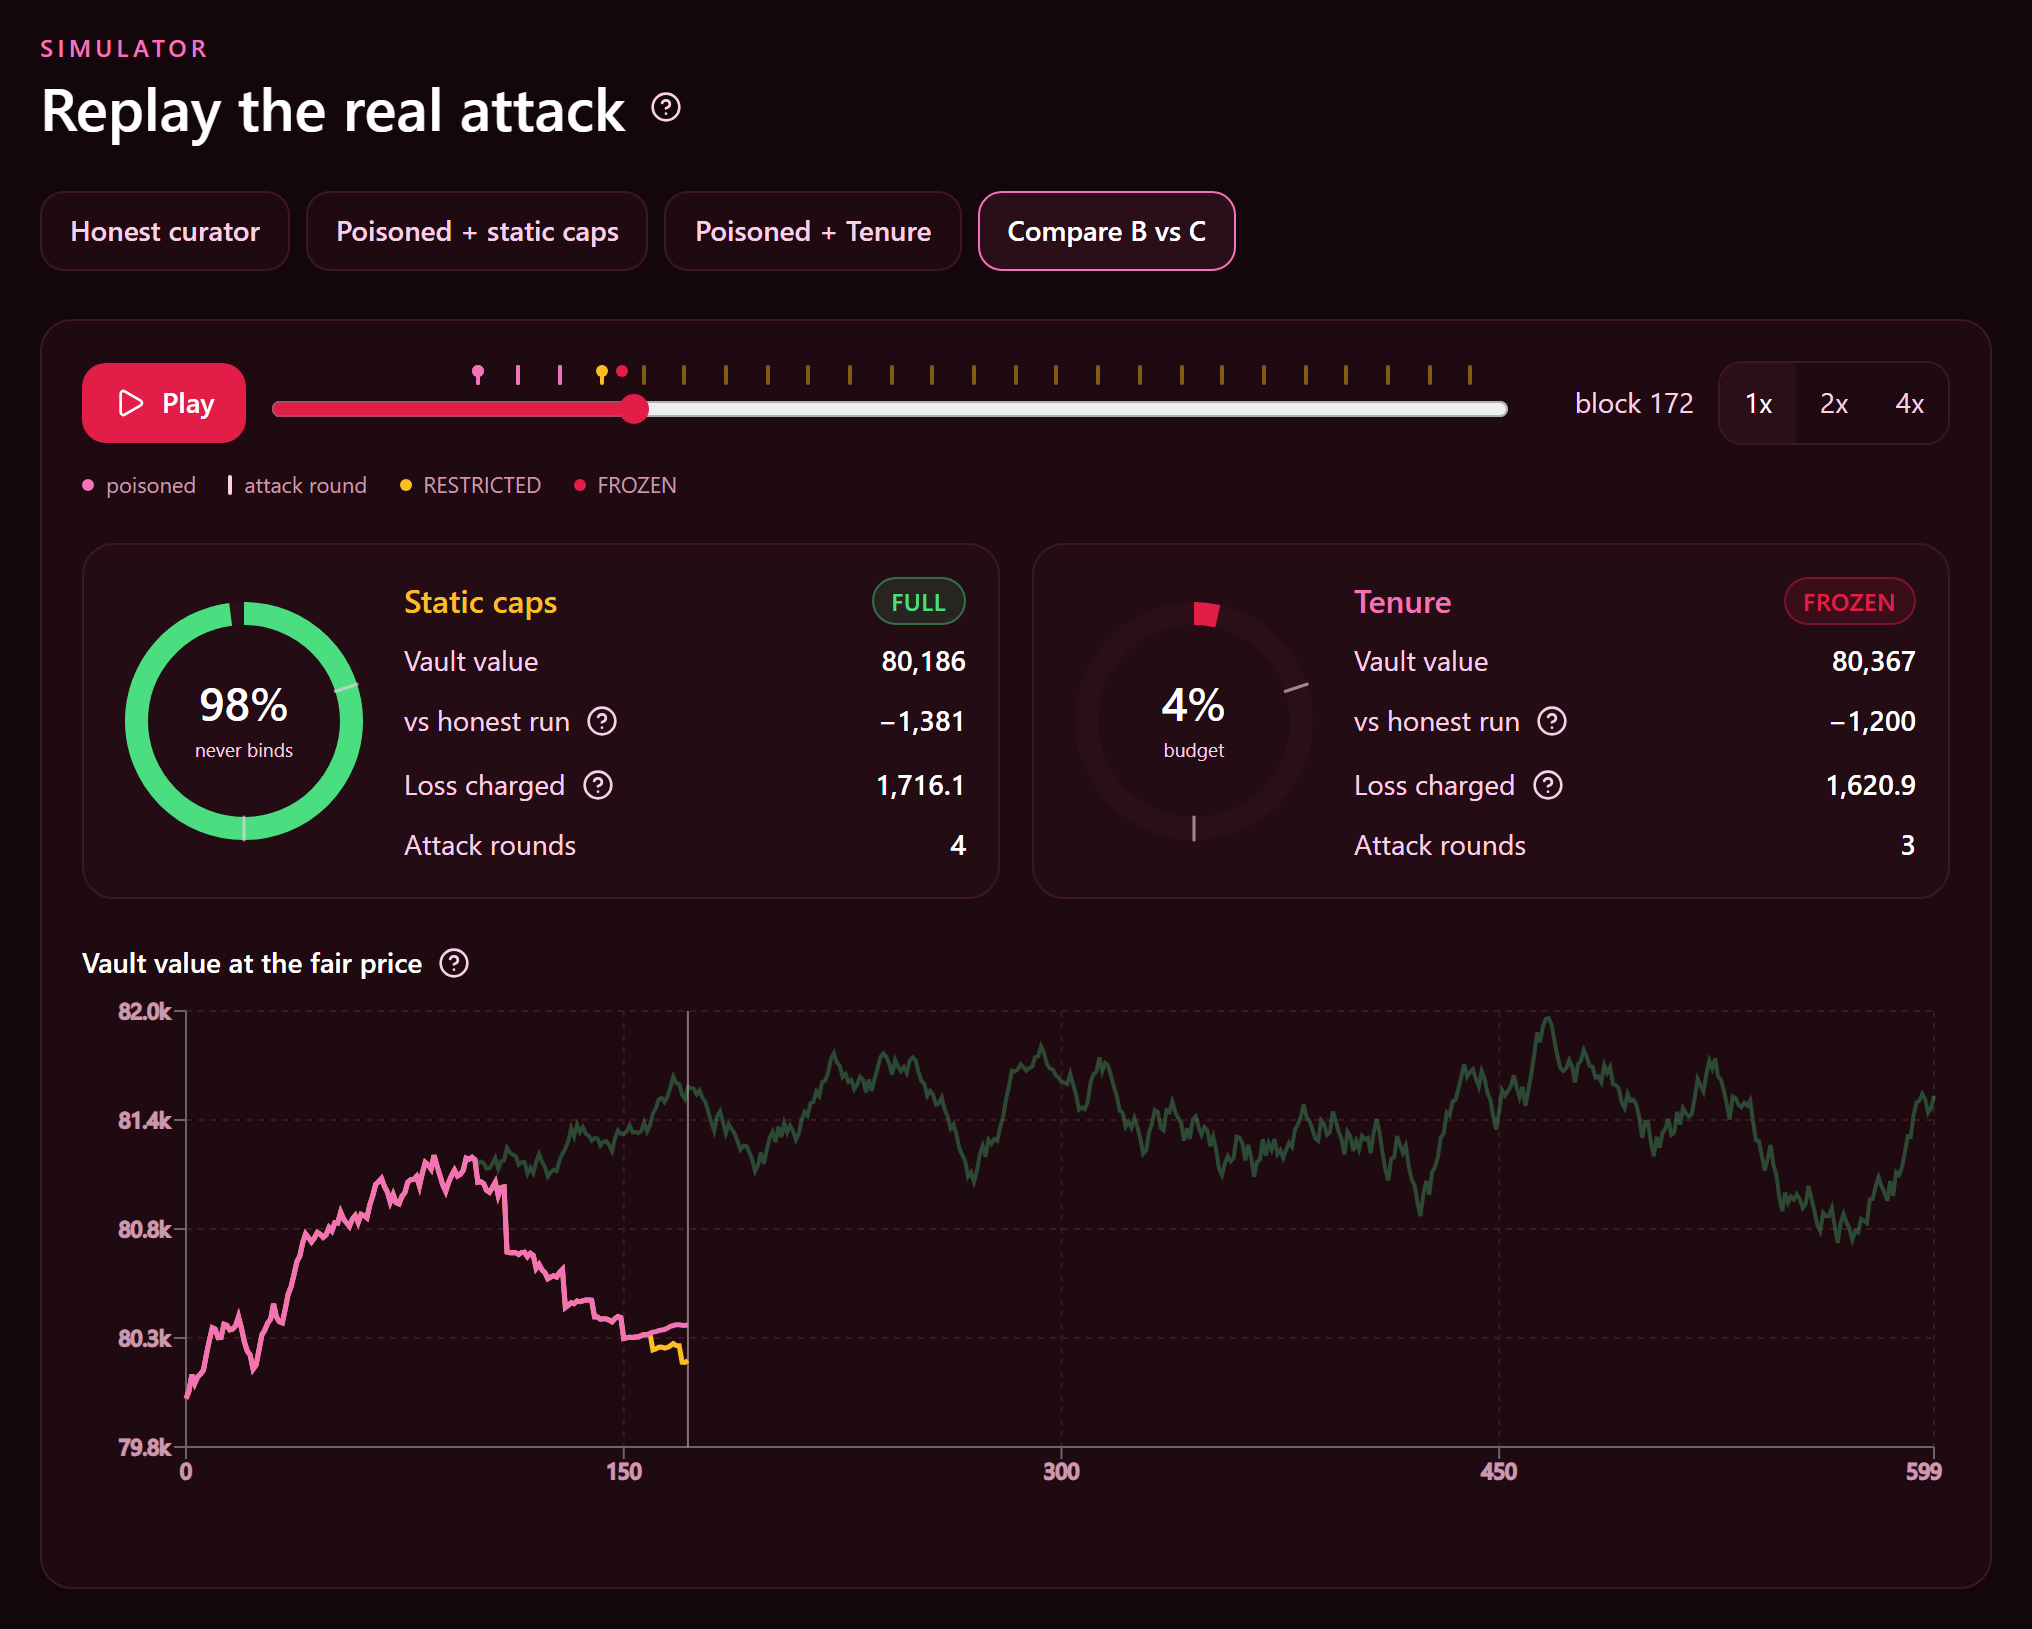 SIMULATOR
Replay the real attack
Honest curator
Poisoned + static caps
Poisoned + Tenure
Compare B vs C
Play
block 172
1x
2x
4x
poisoned
attack round
RESTRICTED
FROZEN
98%
never binds
Static caps
FULL
Vault value
80,186
vs honest run
−1,381
Loss charged
1,716.1
Attack rounds
4
4%
budget
Tenure
FROZEN
Vault value
80,367
vs honest run
−1,200
Loss charged
1,620.9
Attack rounds
3
Vault value at the fair price
82.0k
81.4k
80.8k
80.3k
79.8k
0
150
300
450
599